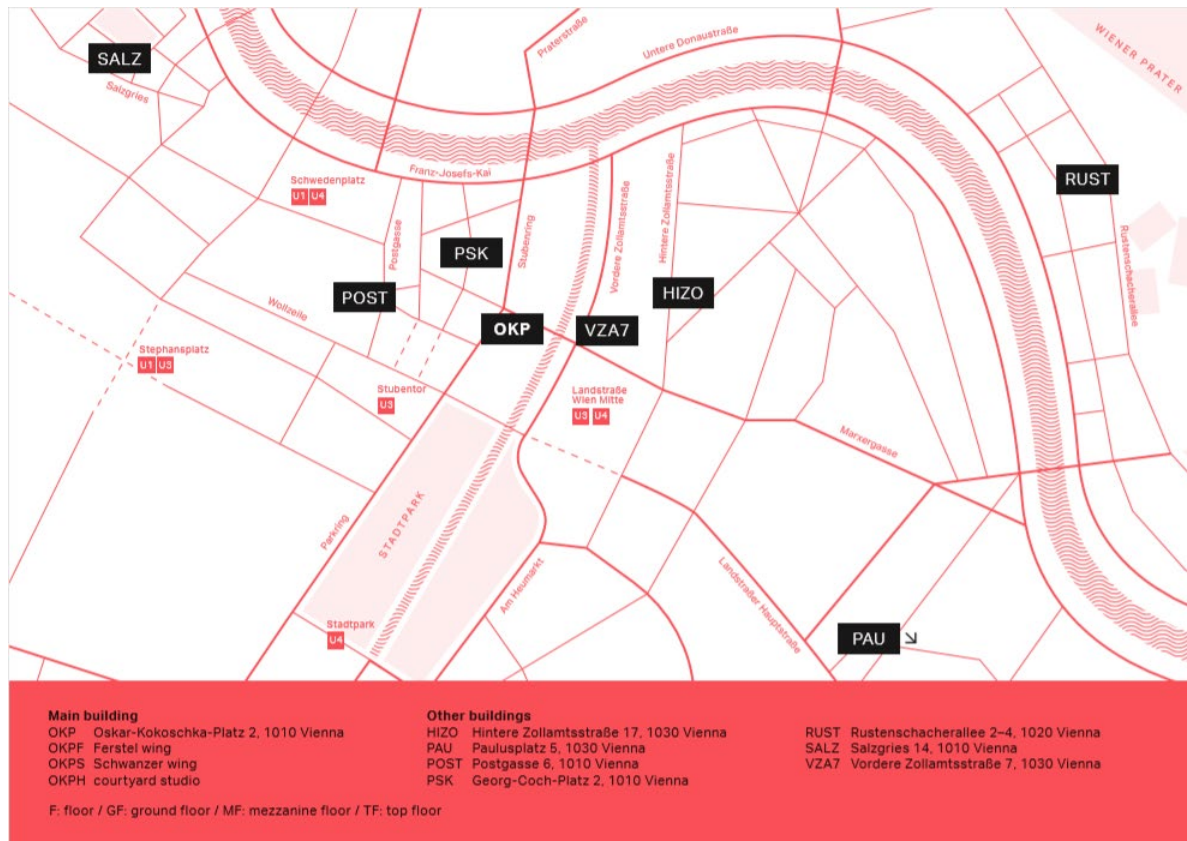 SALZ
Salzgries
Praterstraße
Untere Donaustraße
WIENER PRATER
Franz-Josefs-Kai
Schwedenplatz
U1 U4
Postgasse
PSK
Stubenring
Vordere Zollamtsstraße
Hintere Zollamtsstraße
RUST
Rustenschacherallee
POST
HIZO
Wollzeile
OKP
VZA7
Stephansplatz
U1 U3
Stubentor
U3
Landstraße
Wien Mitte
U3 U4
Marxergasse
Parkring
STADTPARK
Am Heumarkt
Landstraßer Hauptstraße
Stadtpark
U4
PAU
Main building
OKP Oskar-Kokoschka-Platz 2, 1010 Vienna
OKPF Ferstel wing
OKPS Schwanzer wing
OKPH courtyard studio
F: floor / GF: ground floor / MF: mezzanine floor / TF: top floor
Other buildings
HIZO Hintere Zollamtsstraße 17, 1030 Vienna
PAU Paulusplatz 5, 1030 Vienna
POST Postgasse 6, 1010 Vienna
PSK Georg-Coch-Platz 2, 1010 Vienna
RUST Rustenschacherallee 2–4, 1020 Vienna
SALZ Salzgries 14, 1010 Vienna
VZA7 Vordere Zollamtsstraße 7, 1030 Vienna